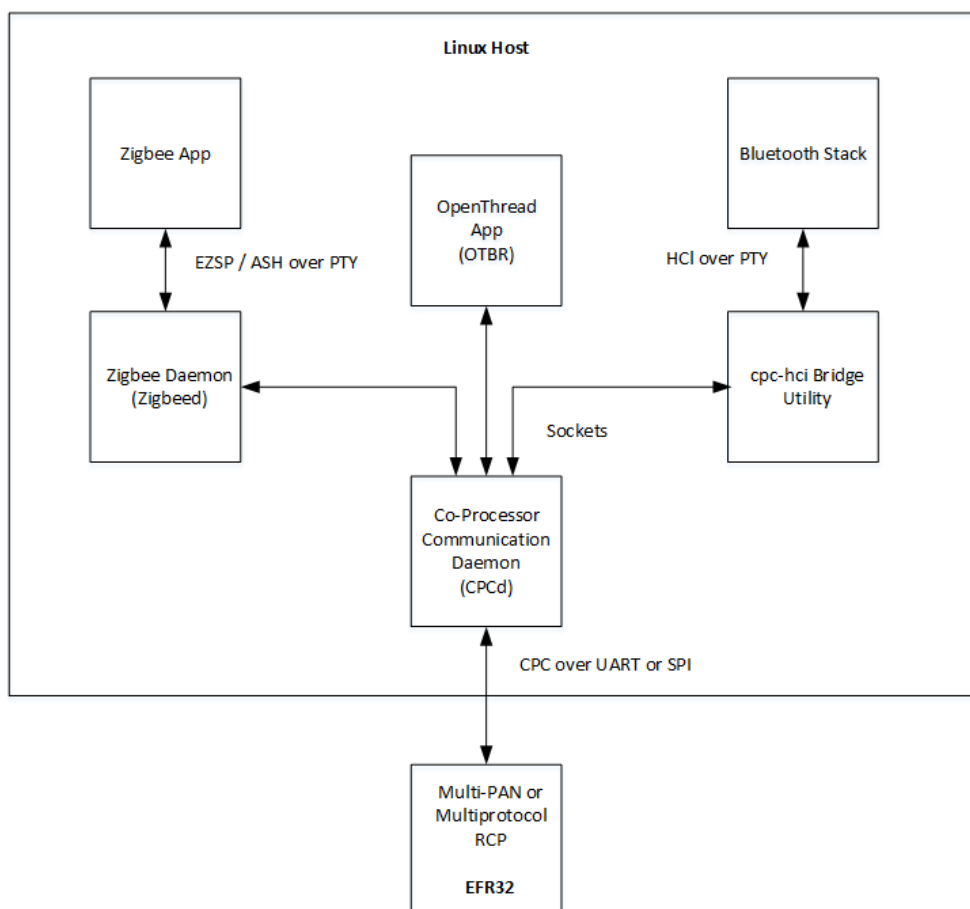 Linux Host
Zigbee App
Bluetooth Stack
OpenThread
App
(OTBR)
EZSP / ASH over PTY
HCl over PTY
Zigbee Daemon
(Zigbeed)
cpc-hci Bridge
Utility
Sockets
Co-Processor
Communication
Daemon
(CPCd)
CPC over UART or SPI
Multi-PAN or
Multiprotocol
RCP
EFR32